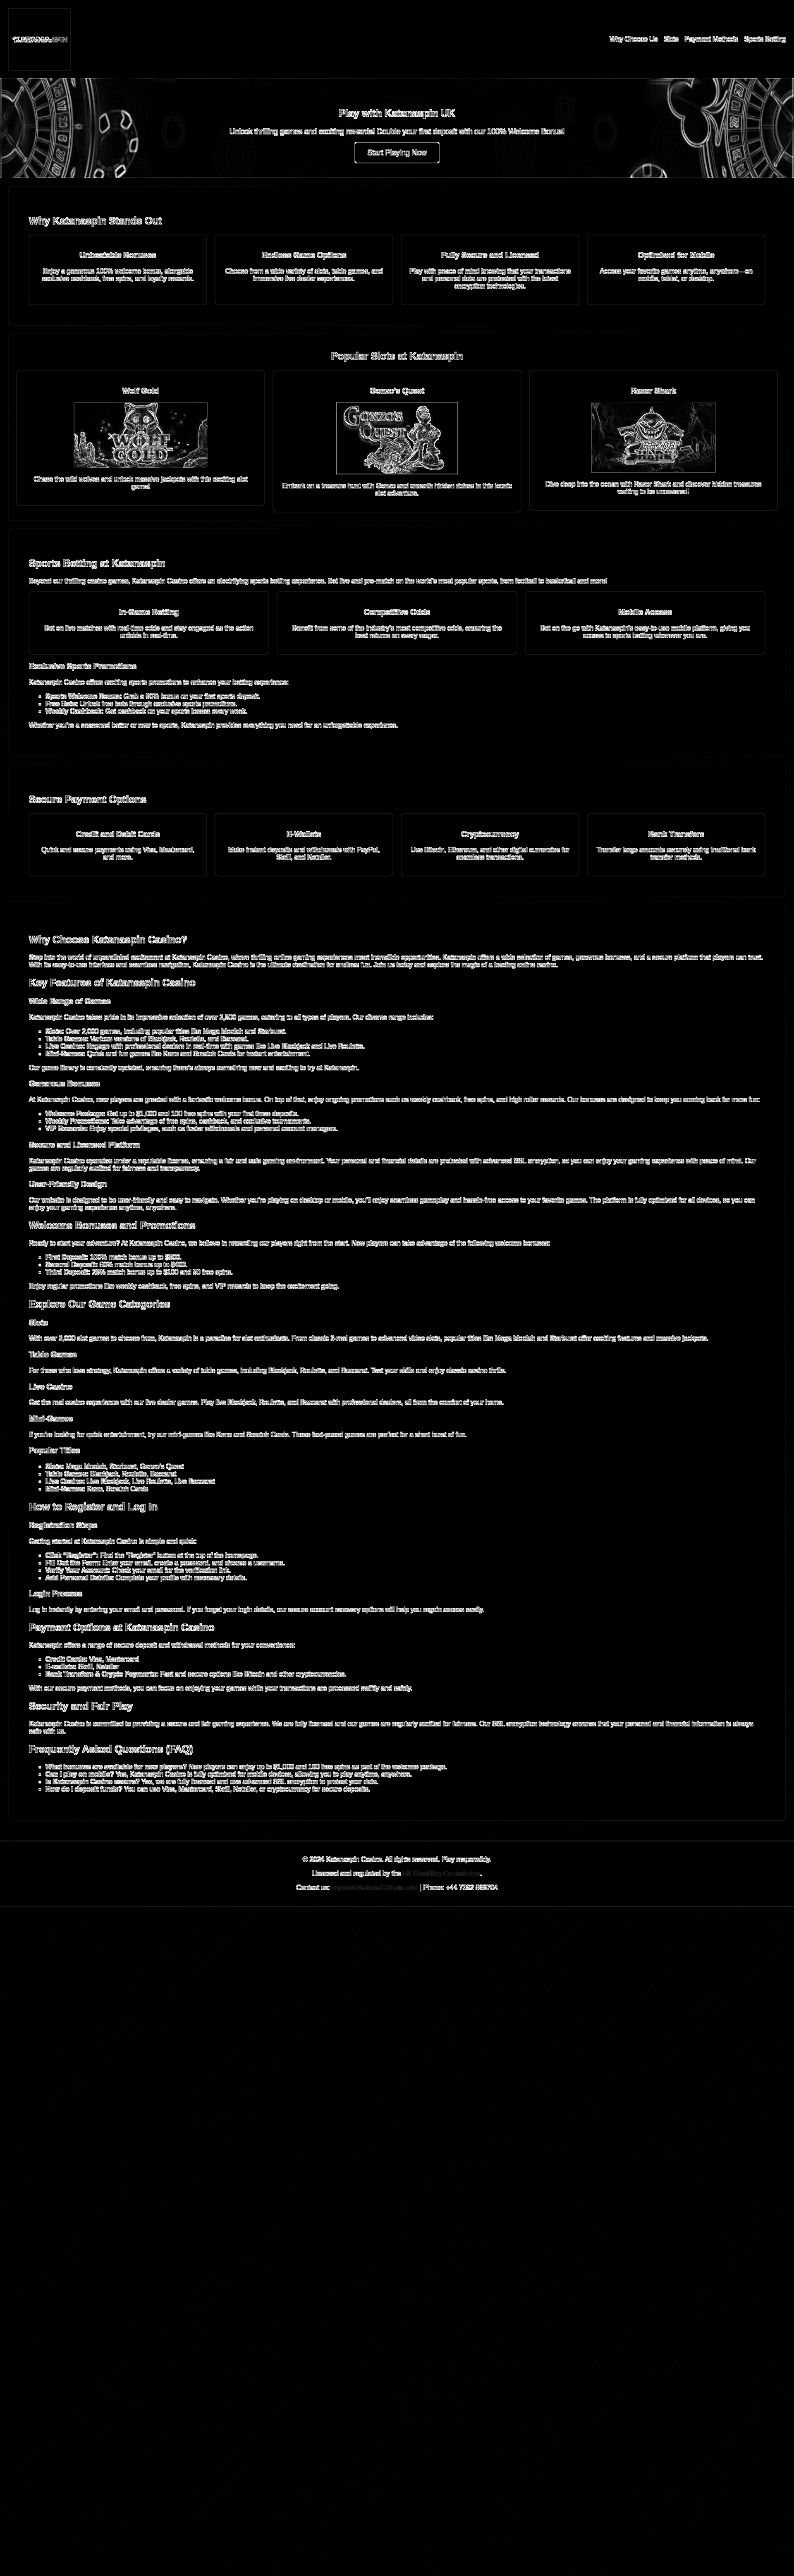 KATANASPIN
Why Choose Us Slots Payment Methods Sports Betting
Play with Katanaspin UK
Unlock thrilling games and exciting rewards! Double your first deposit with our 100% Welcome Bonus!
Start Playing Now
Why Katanaspin Stands Out
Unbeatable Bonuses
Enjoy a generous 100% welcome bonus, alongside
exclusive cashback, free spins, and loyalty rewards.
Endless Game Options
Choose from a wide variety of slots, table games, and
immersive live dealer experiences.
Fully Secure and Licensed
Play with peace of mind knowing that your transactions
and personal data are protected with the latest
encryption technologies.
Optimized for Mobile
Access your favorite games anytime, anywhere—on
mobile, tablet, or desktop.
Popular Slots at Katanaspin
Wolf Gold
WOLF
GOLD
Chase the wild wolves and unlock massive jackpots with this exciting slot
game!
Gonzo's Quest
GONZO'S
QUEST
Embark on a treasure hunt with Gonzo and unearth hidden riches in this iconic
slot adventure.
Razor Shark
Dive deep into the ocean with Razor Shark and discover hidden treasures
waiting to be uncovered!
Sports Betting at Katanaspin
Beyond our thrilling casino games, Katanaspin Casino offers an electrifying sports betting experience. Bet live and pre-match on the world's most popular sports, from football to basketball and more!
In-Game Betting
Bet on live matches with real-time odds and stay engaged as the action
unfolds in real-time.
Competitive Odds
Benefit from some of the industry's most competitive odds, ensuring the
best returns on every wager.
Mobile Access
Bet on the go with Katanaspin's easy-to-use mobile platform, giving you
access to sports betting wherever you are.
Exclusive Sports Promotions
Katanaspin Casino offers exciting sports promotions to enhance your betting experience:
Sports Welcome Bonus: Grab a 50% bonus on your first sports deposit.
Free Bets: Unlock free bets through exclusive sports promotions.
Weekly Cashback: Get cashback on your sports losses every week.
Whether you're a seasoned bettor or new to sports, Katanaspin provides everything you need for an unforgettable experience.
Secure Payment Options
Credit and Debit Cards
Quick and secure payments using Visa, Mastercard,
and more.
E-Wallets
Make instant deposits and withdrawals with PayPal,
Skrill, and Neteller.
Cryptocurrency
Use Bitcoin, Ethereum, and other digital currencies for
seamless transactions.
Bank Transfers
Transfer large amounts securely using traditional bank
transfer methods.
Why Choose Katanaspin Casino?
Step into the world of unparalleled excitement at Katanaspin Casino, where thrilling online gaming experiences meet incredible opportunities. Katanaspin offers a wide selection of games, generous bonuses, and a secure platform that players can trust.
With its easy-to-use interface and seamless navigation, Katanaspin Casino is the ultimate destination for endless fun. Join us today and explore the magic of a leading online casino.
Key Features of Katanaspin Casino
Wide Range of Games
Katanaspin Casino takes pride in its impressive selection of over 2,500 games, catering to all types of players. Our diverse range includes:
Slots: Over 2,000 games, including popular titles like Mega Moolah and Starburst.
Table Games: Various versions of Blackjack, Roulette, and Baccarat.
Live Casino: Engage with professional dealers in real-time with games like Live Blackjack and Live Roulette.
Mini-Games: Quick and fun games like Keno and Scratch Cards for instant entertainment.
Our game library is constantly updated, ensuring there's always something new and exciting to try at Katanaspin.
Generous Bonuses
At Katanaspin Casino, new players are greeted with a fantastic welcome bonus. On top of that, enjoy ongoing promotions such as weekly cashback, free spins, and high roller rewards. Our bonuses are designed to keep you coming back for more fun:
Welcome Package: Get up to $1,000 and 100 free spins with your first three deposits.
Weekly Promotions: Take advantage of free spins, cashback, and exclusive tournaments.
VIP Rewards: Enjoy special privileges, such as faster withdrawals and personal account managers.
Secure and Licensed Platform
Katanaspin Casino operates under a reputable license, ensuring a fair and safe gaming environment. Your personal and financial details are protected with advanced SSL encryption, so you can enjoy your gaming experience with peace of mind. Our
games are regularly audited for fairness and transparency.
User-Friendly Design
Our website is designed to be user-friendly and easy to navigate. Whether you're playing on desktop or mobile, you'll enjoy seamless gameplay and hassle-free access to your favorite games. The platform is fully optimized for all devices, so you can
enjoy your gaming experience anytime, anywhere.
Welcome Bonuses and Promotions
Ready to start your adventure? At Katanaspin Casino, we believe in rewarding our players right from the start. New players can take advantage of the following welcome bonuses:
First Deposit: 100% match bonus up to $500.
Second Deposit: 50% match bonus up to $400.
Third Deposit: 25% match bonus up to $100 and 50 free spins.
Enjoy regular promotions like weekly cashback, free spins, and VIP rewards to keep the excitement going.
Explore Our Game Categories
Slots
With over 2,000 slot games to choose from, Katanaspin is a paradise for slot enthusiasts. From classic 3-reel games to advanced video slots, popular titles like Mega Moolah and Starburst offer exciting features and massive jackpots.
Table Games
For those who love strategy, Katanaspin offers a variety of table games, including Blackjack, Roulette, and Baccarat. Test your skills and enjoy classic casino thrills.
Live Casino
Get the real casino experience with our live dealer games. Play live Blackjack, Roulette, and Baccarat with professional dealers, all from the comfort of your home.
Mini-Games
If you're looking for quick entertainment, try our mini-games like Keno and Scratch Cards. These fast-paced games are perfect for a short burst of fun.
Popular Titles
Slots: Mega Moolah, Starburst, Gonzo's Quest
Table Games: Blackjack, Roulette, Baccarat
Live Casino: Live Blackjack, Live Roulette, Live Baccarat
Mini-Games: Keno, Scratch Cards
How to Register and Log In
Registration Steps
Getting started at Katanaspin Casino is simple and quick:
Click "Register": Find the "Register" button at the top of the homepage.
Fill Out the Form: Enter your email, create a password, and choose a username.
Verify Your Account: Check your email for the verification link.
Add Personal Details: Complete your profile with necessary details.
Login Process
Log in instantly by entering your email and password. If you forget your login details, our secure account recovery options will help you regain access easily.
Payment Options at Katanaspin Casino
Katanaspin offers a range of secure deposit and withdrawal methods for your convenience:
Credit Cards: Visa, Mastercard
E-wallets: Skrill, Neteller
Bank Transfers & Crypto Payments: Fast and secure options like Bitcoin and other cryptocurrencies.
With our secure payment methods, you can focus on enjoying your games while your transactions are processed swiftly and safely.
Security and Fair Play
Katanaspin Casino is committed to providing a secure and fair gaming experience. We are fully licensed and our games are regularly audited for fairness. Our SSL encryption technology ensures that your personal and financial information is always
safe with us.
Frequently Asked Questions (FAQ)
What bonuses are available for new players? New players can enjoy up to $1,000 and 100 free spins as part of the welcome package.
Can I play on mobile? Yes, Katanaspin Casino is fully optimized for mobile devices, allowing you to play anytime, anywhere.
Is Katanaspin Casino secure? Yes, we are fully licensed and use advanced SSL encryption to protect your data.
How do I deposit funds? You can use Visa, Mastercard, Skrill, Neteller, or cryptocurrency for secure deposits.
© 2024 Katanaspin Casino. All rights reserved. Play responsibly.
Licensed and regulated by the UK Gambling Commission.
Contact us: | Phone: +44 7392 589704